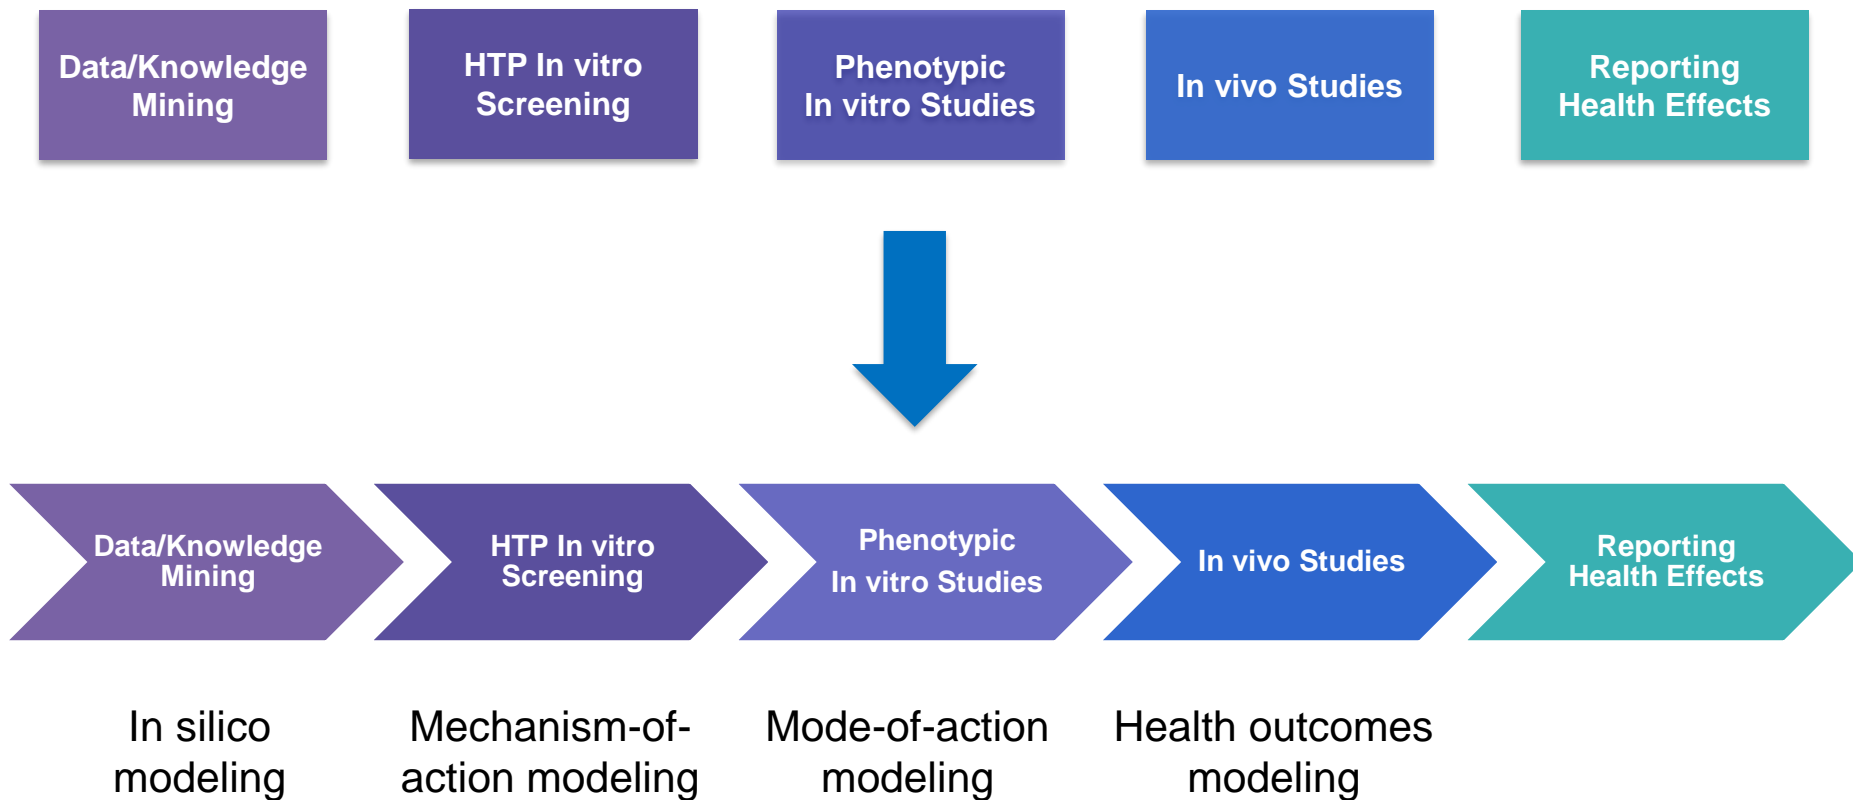 Data/Knowledge
Mining
HTP In vitro
Screening
Phenotypic
In vitro Studies
In vivo Studies
Reporting
Health Effects
Data/Knowledge
Mining
HTP In vitro
Screening
Phenotypic
In vitro Studies
In vivo Studies
Reporting
Health Effects
In silico
modeling
Mechanism-of-
action modeling
Mode-of-action
modeling
Health outcomes
modeling